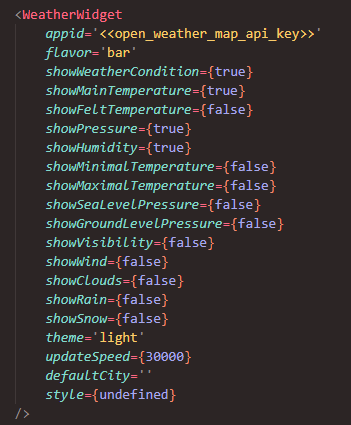 <WeatherWidget
appid='<<open_weather_map_api_key>>'
flavor='bar'
showWeatherCondition={true}
showMainTemperature={true}
showFeltTemperature={false}
showPressure={true}
showHumidity={true}
showMinimalTemperature={false}
showMaximalTemperature={false}
showSeaLevelPressure={false}
showGroundLevelPressure={false}
showVisibility={false}
showWind={false}
showClouds={false}
showRain={false}
showSnow={false}
theme='light'
updateSpeed={30000}
defaultCity=''
style={undefined}
/>